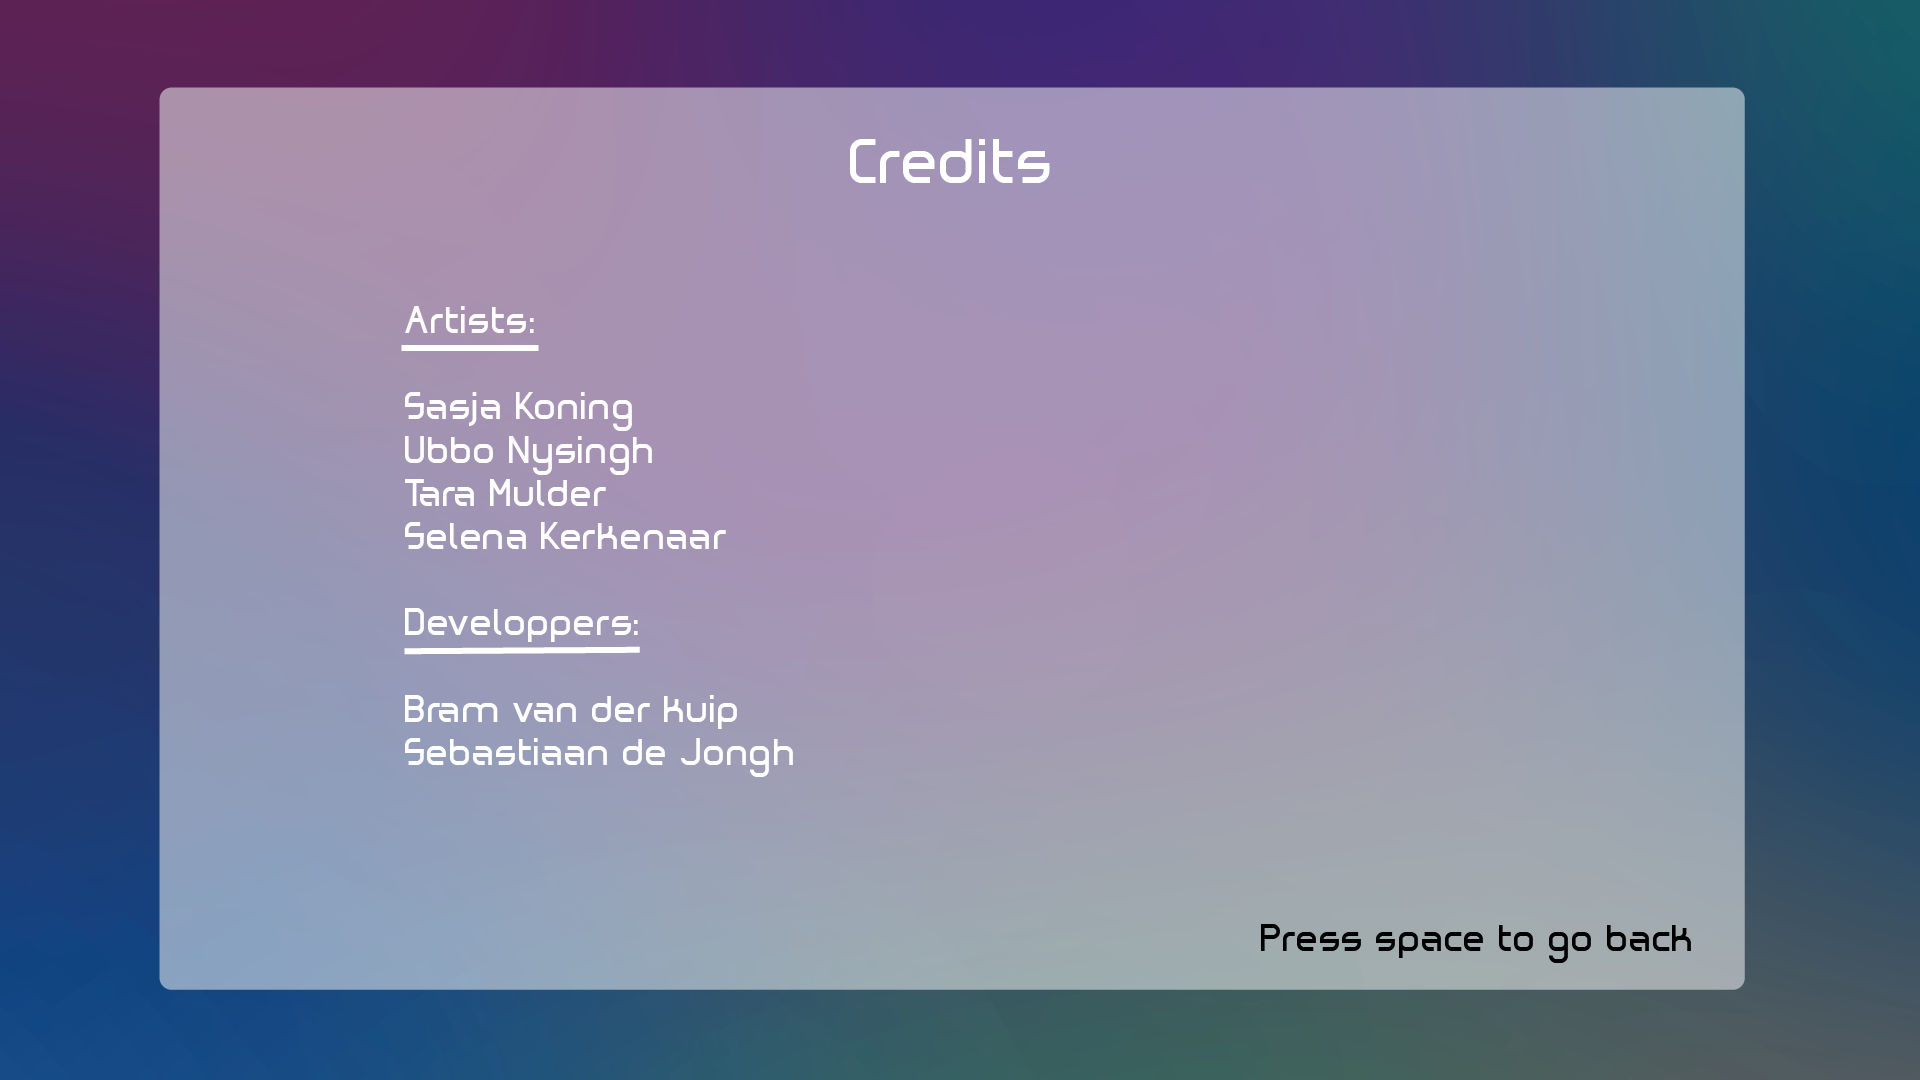 Credits
Artists:
Sasja Koning
Ubbo Nysingh
Tara Mulder
Selena Kerkenaar
Developpers:
Bram van der kuip
Sebastiaan de Jongh
Press space to go back